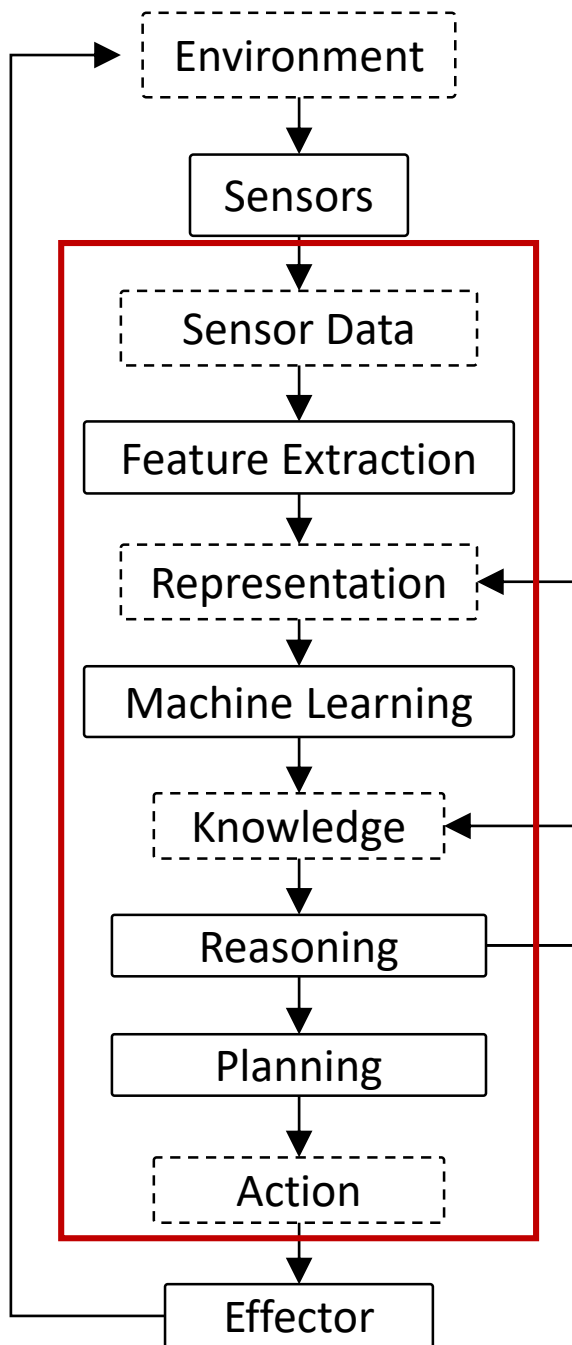 Environment
Sensors
Sensor Data
Feature Extraction
Representation
Machine Learning
Knowledge
Reasoning
Planning
Action
Effector